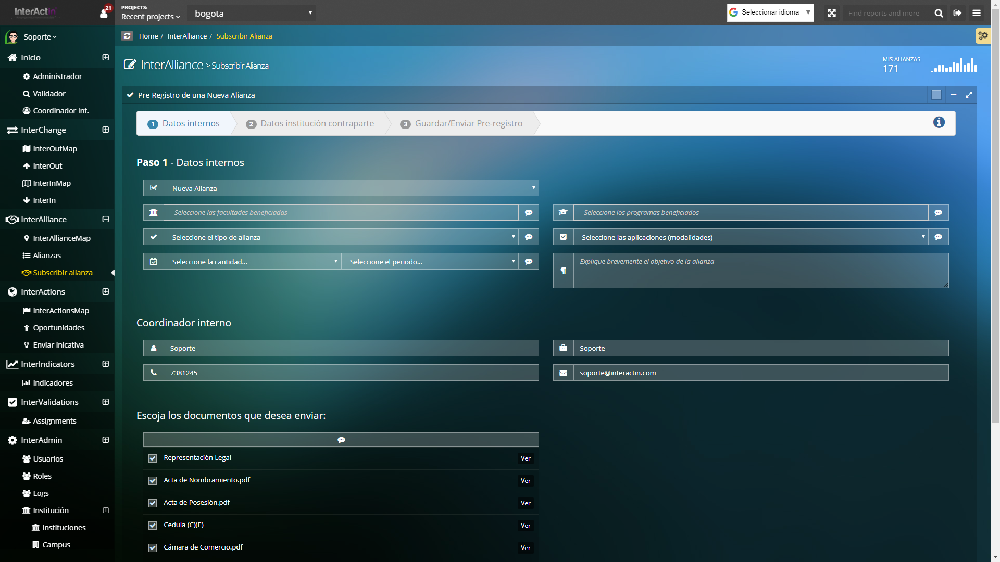 InterActin
21
PROJECTS:
Recent projects
bogota
Seleccionar idioma
Find reports and more
Soporte
Home / InterAlliance / Subscribir Alianza
Inicio
Administrador
Validador
Coordinador Int.
InterChange
InterOutMap
InterOut
InterInMap
InterIn
InterAlliance
InterAllianceMap
Alianzas
Subscribir alianza
InterActions
InterActionsMap
Oportunidades
Enviar inicativa
InterIndicators
Indicadores
InterValidations
Assignments
InterAdmin
Usuarios
Roles
Logs
Institución
Instituciones
Campus
InterAlliance > Subscribir Alianza
MIS ALIANZAS
171
Pre-Registro de una Nueva Alianza
1 Datos internos
2 Datos institución contraparte
3 Guardar/Enviar Pre-registro
Paso 1 - Datos internos
Nueva Alianza
Seleccione las facultades beneficiadas
Seleccione los programas beneficiados
Seleccione el tipo de alianza
Seleccione las aplicaciones (modalidades)
Seleccione la cantidad...
Seleccione el periodo...
Explique brevemente el objetivo de la alianza
Coordinador interno
Soporte
Soporte
7381245
soporte@interactin.com
Escoja los documentos que desea enviar:
Representación Legal Ver
Acta de Nombramiento.pdf Ver
Acta de Posesión.pdf Ver
Cedula (C)(E) Ver
Cámara de Comercio.pdf Ver